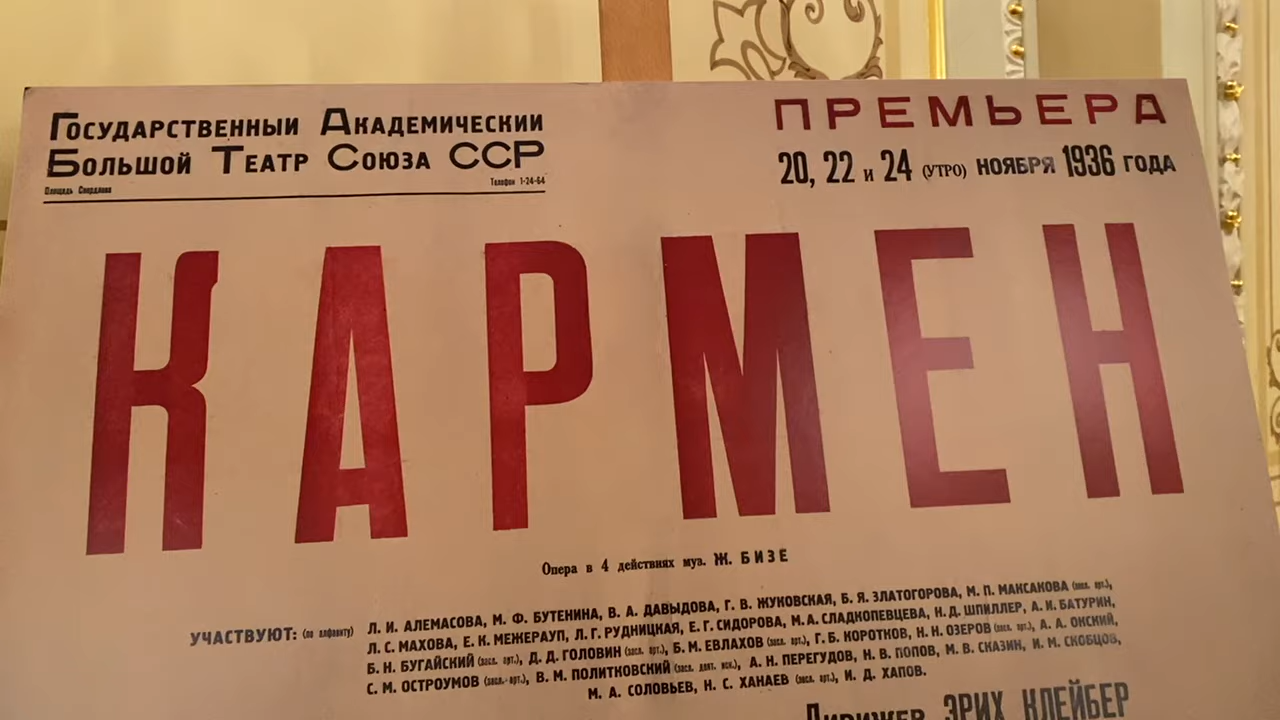 Государственный Академический
Большой Театр Союза ССР
Площадь Свердлова
Телефон 1-24-64
ПРЕМЬЕРА
20, 22 и 24 (УТРО) НОЯБРЯ 1936 ГОДА
КАРМЕН
Опера в 4 действиях муз. Ж. БИЗЕ
УЧАСТВУЮТ: (по алфавиту)
Л. И. АЛЕМАСОВА, М. Ф. БУТЕНИНА, В. А. ДАВЫДОВА, Г. В. ЖУКОВСКАЯ, Б. Я. ЗЛАТОГОРОВА, М. П. МАКСАКОВА (засл. арт.),
Л. С. МАХОВА, Е. К. МЕЖЕРАУП, Л. Г. РУДНИЦКАЯ, Е. Г. СИДОРОВА, М. А. СЛАДКОПЕВЦЕВА, Н. Д. ШПИЛЛЕР, А. И. БАТУРИН,
Б. Н. БУГАЙСКИЙ (засл. арт.), Д. Д. ГОЛОВИН (засл. арт.), Б. М. ЕВЛАХОВ (засл. арт.), Г. Б. КОРОТКОВ, Н. Н. ОЗЕРОВ (засл. арт.), А. А. ОКСКИЙ,
С. М. ОСТРОУМОВ (засл. арт.), В. М. ПОЛИТКОВСКИЙ (засл. деят. иск.), А. Н. ПЕРЕГУДОВ, Н. В. ПОПОВ, М. В. СКАЗИН, И. М. СКОБЦОВ,
М. А. СОЛОВЬЕВ, Н. С. ХАНАЕВ (засл. арт.), И. Д. ХАПОВ.
Дирижер ЭРИХ КЛЕЙБЕР